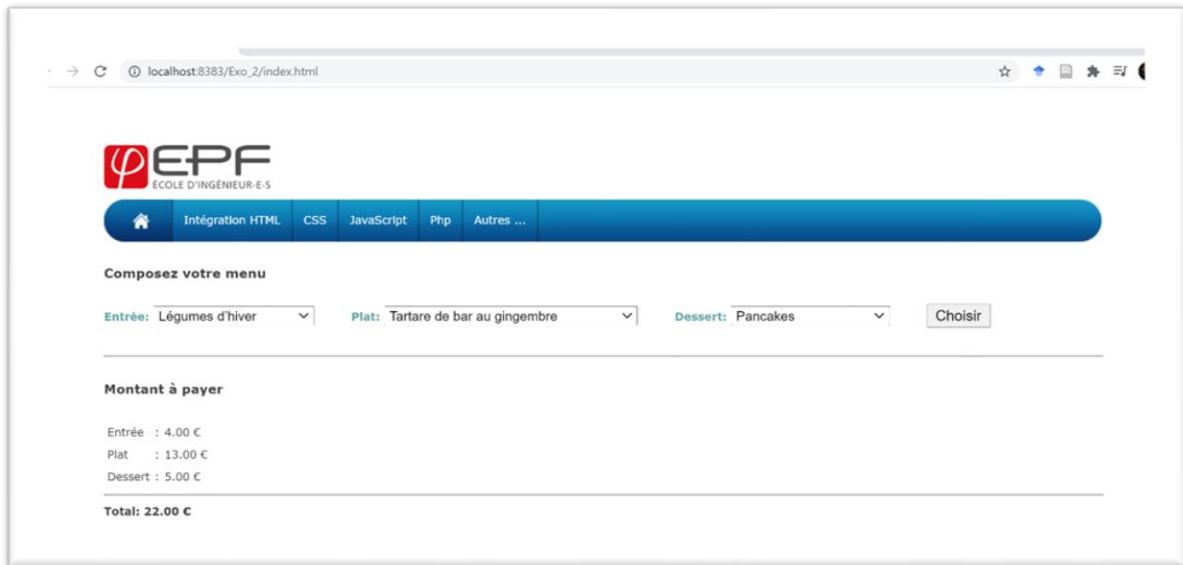 localhost:8383/Exo_2/index.html
φEPF
ÉCOLE D'INGÉNIEUR-E-S
Intégration HTML CSS JavaScript Php Autres ...
Composez votre menu
Entrée: Légumes d'hiver Plat: Tartare de bar au gingembre Dessert: Pancakes Choisir
Montant à payer
Entrée : 4.00 €
Plat : 13.00 €
Dessert : 5.00 €
Total: 22.00 €